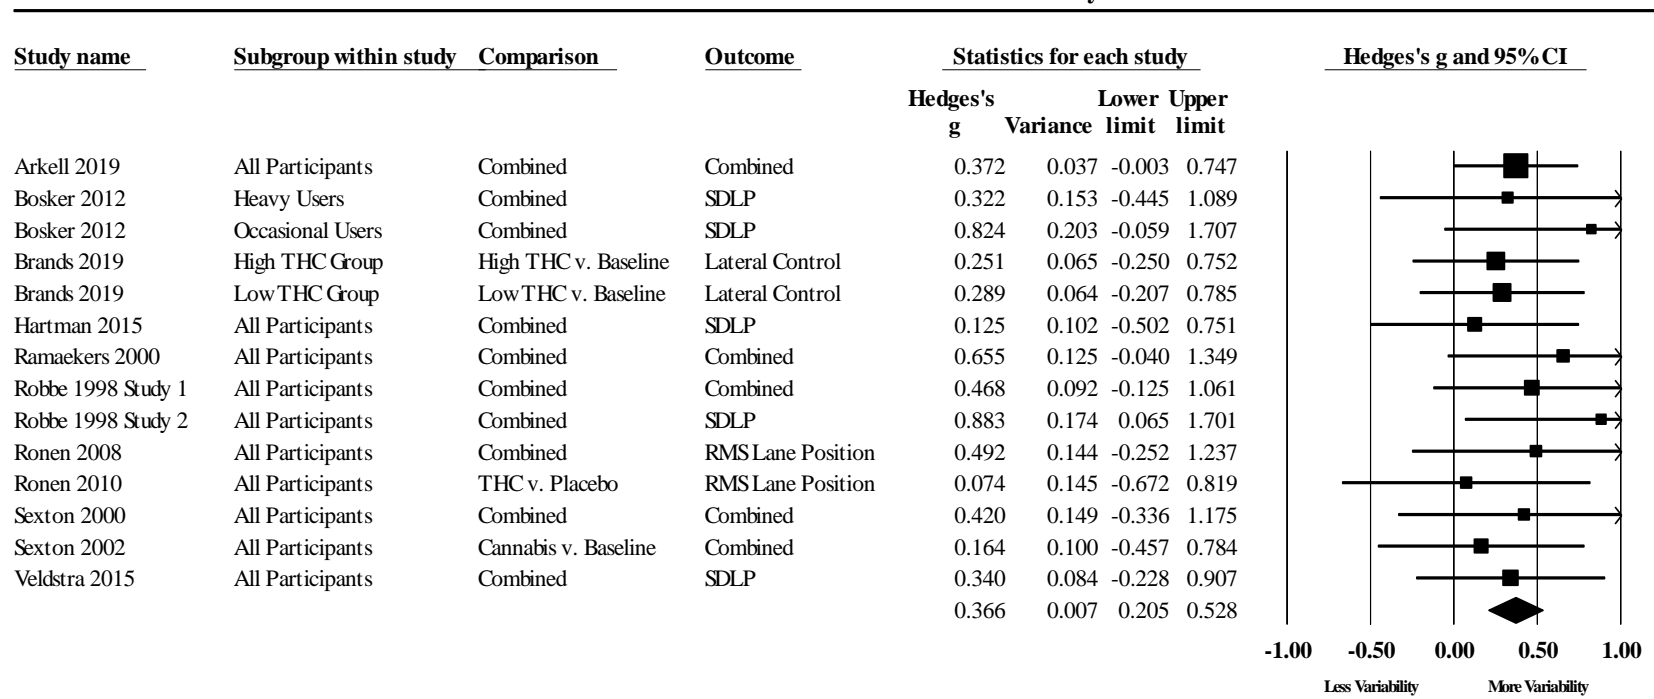 Study name Subgroup within study Comparison Outcome Statistics for each study Hedges's g and 95% CI
Hedges's g Variance Lower limit Upper limit
Arkell 2019 All Participants Combined Combined 0.372 0.037 -0.003 0.747
Bosker 2012 Heavy Users Combined SDLP 0.322 0.153 -0.445 1.089
Bosker 2012 Occasional Users Combined SDLP 0.824 0.203 -0.059 1.707
Brands 2019 High THC Group High THC v. Baseline Lateral Control 0.251 0.065 -0.250 0.752
Brands 2019 Low THC Group Low THC v. Baseline Lateral Control 0.289 0.064 -0.207 0.785
Hartman 2015 All Participants Combined SDLP 0.125 0.102 -0.502 0.751
Ramaekers 2000 All Participants Combined Combined 0.655 0.125 -0.040 1.349
Robbe 1998 Study 1 All Participants Combined Combined 0.468 0.092 -0.125 1.061
Robbe 1998 Study 2 All Participants Combined SDLP 0.883 0.174 0.065 1.701
Ronen 2008 All Participants Combined RMS Lane Position 0.492 0.144 -0.252 1.237
Ronen 2010 All Participants THC v. Placebo RMS Lane Position 0.074 0.145 -0.672 0.819
Sexton 2000 All Participants Combined Combined 0.420 0.149 -0.336 1.175
Sexton 2002 All Participants Cannabis v. Baseline Combined 0.164 0.100 -0.457 0.784
Veldstra 2015 All Participants Combined SDLP 0.340 0.084 -0.228 0.907
0.366 0.007 0.205 0.528
-1.00 -0.50 0.00 0.50 1.00
Less Variability More Variability